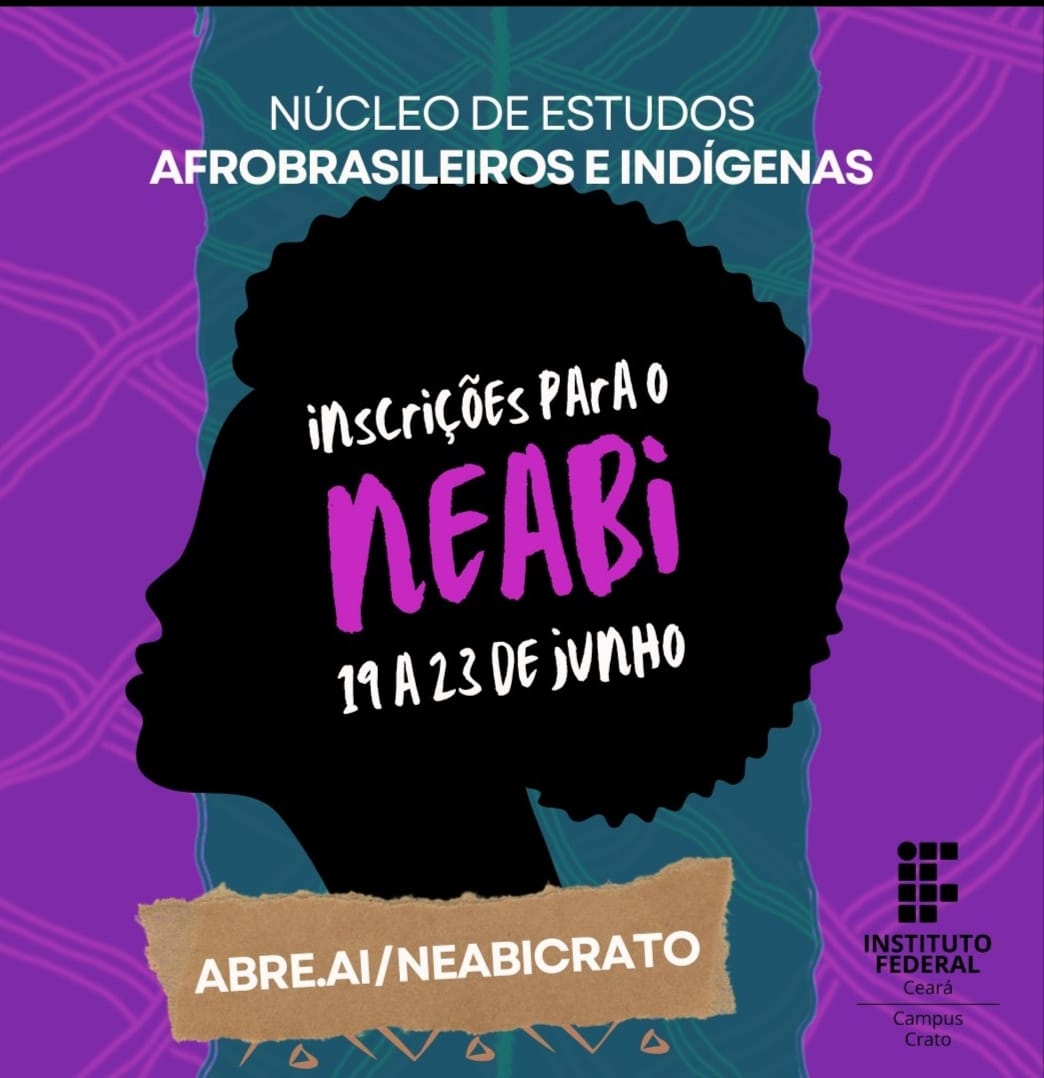 NÚCLEO DE ESTUDOS
AFROBRASILEIROS E INDÍGENAS
inscrições para o
NEABi
19 A 23 DE junho
ABRE.AI/NEABICRATO
INSTITUTO
FEDERAL
Ceará
Campus
Crato